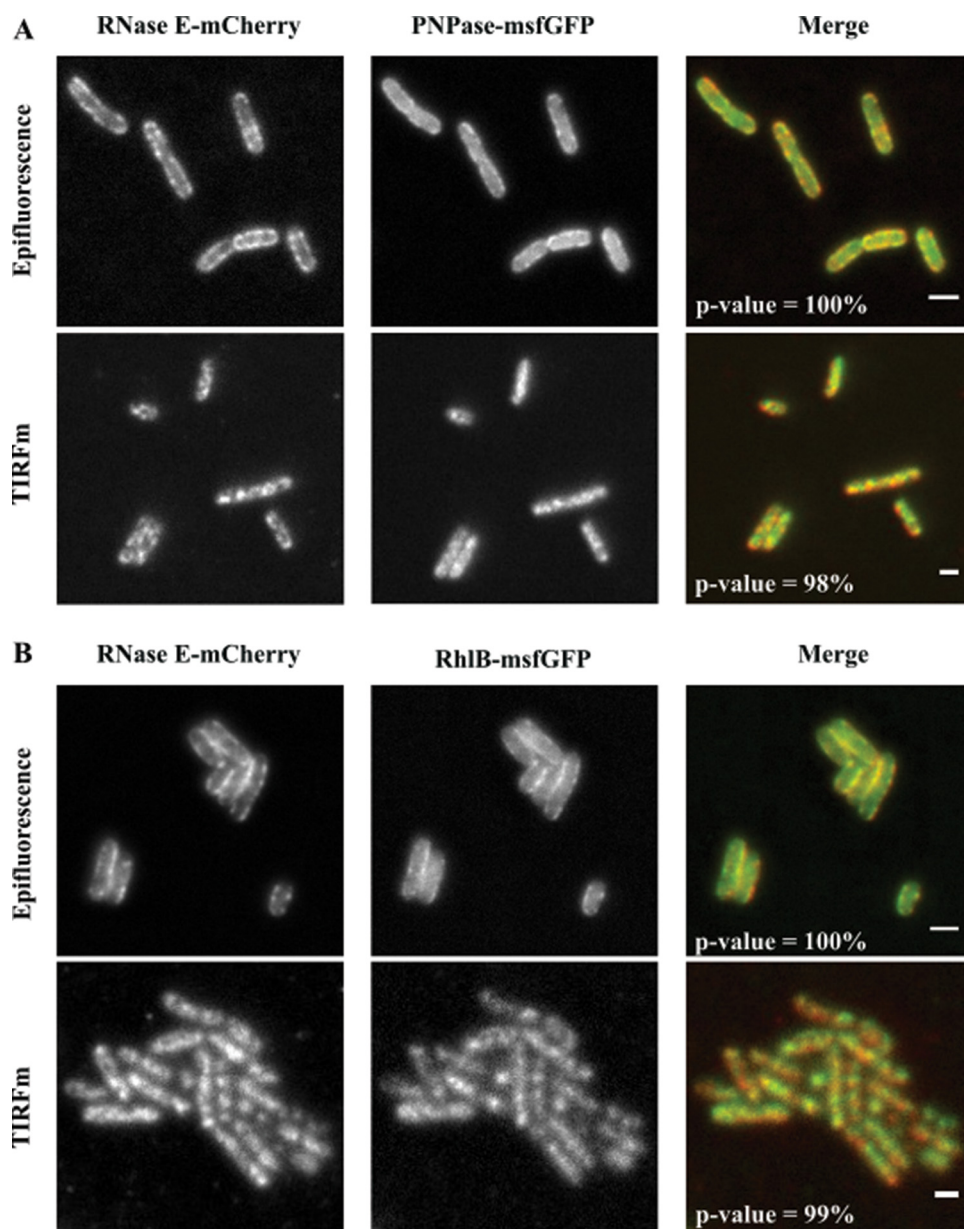 A
RNase E-mCherry
PNPase-msfGFP
Merge
Epifluorescence
p-value = 100%
TIRFm
p-value = 98%
B
RNase E-mCherry
RhlB-msfGFP
Merge
Epifluorescence
p-value = 100%
TIRFm
p-value = 99%